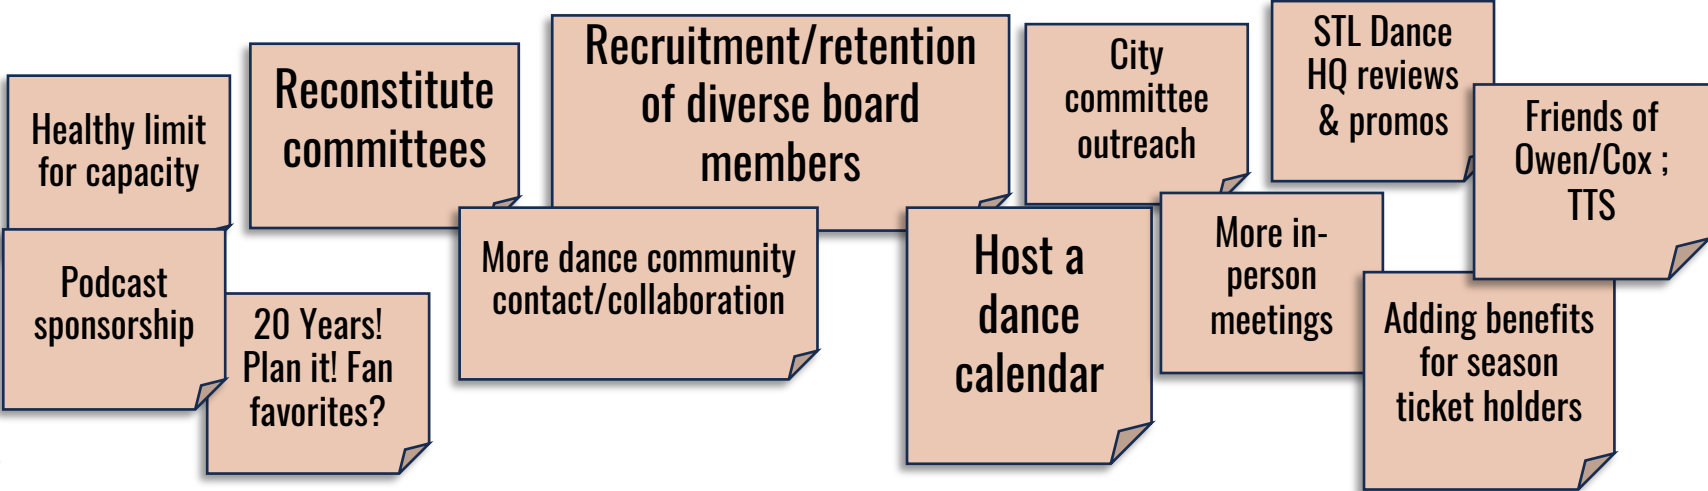 Healthy limit
for capacity
Reconstitute
committees
Recruitment/retention
of diverse board
members
City
committee
outreach
STL Dance
HQ reviews
& promos
Friends of
Owen/Cox ;
TTS
Podcast
sponsorship
20 Years!
Plan it! Fan
favorites?
More dance community
contact/collaboration
Host a
dance
calendar
More in-
person
meetings
Adding benefits
for season
ticket holders